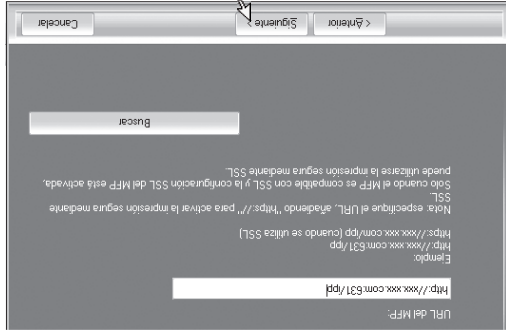 URL del MFP:
http://xxx.xxx.com:631/ipp
Ejemplo:
http://xxx.xxx.com:631/ipp
https://xxx.xxx.com/ipp (cuando se utiliza SSL)
Nota: especifique el URL, añadiendo "https://" para activar la impresión segura mediante
SSL.
Solo cuando el MFP es compatible con SSL y la configuración SSL del MFP está activada,
puede utilizarse la impresión segura mediante SSL.
Buscar
< Anterior
Siguiente >
Cancelar